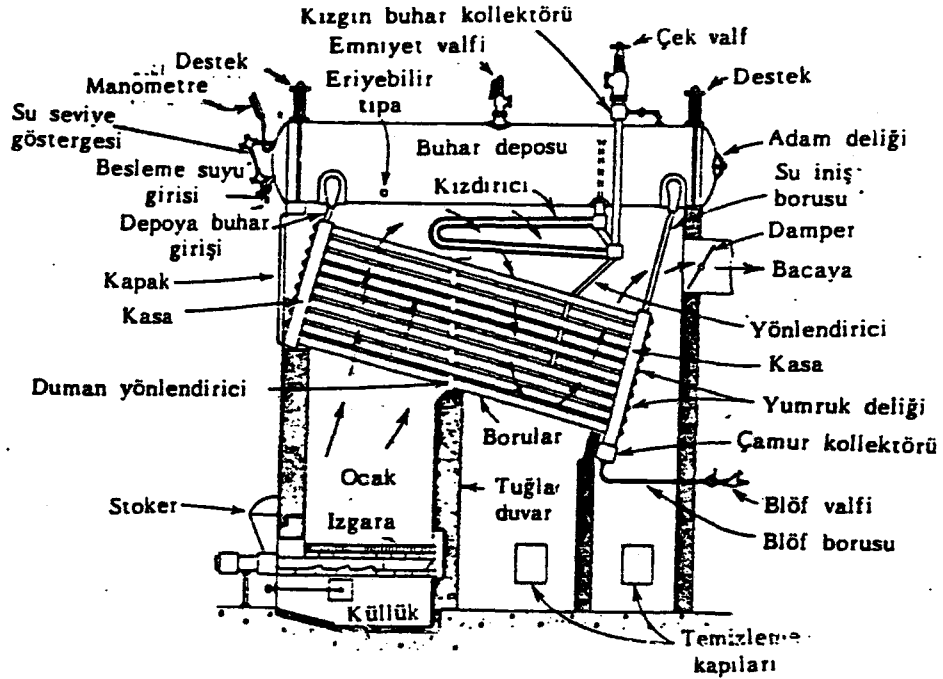 Kızgın buhar kollektörü
Emniyet valfi
Çek valf
Destek
Manometre
Eriyebilir
tıpa
Destek
Su seviye
göstergesi
Buhar deposu
Adam deliği
Besleme suyu
girisi
Kızdırıcı
Su iniş
borusu
Depoya buhar
girişi
Damper
Kapak
Bacaya
Kasa
Yönlendirici
Kasa
Duman yönlendirici
Yumruk deliği
Borular
Çamur kollektörü
Ocak
Tuğla
duvar
Stoker
Izgara
Blöf valfi
Blöf borusu
Küllük
Temizleme
kapıları